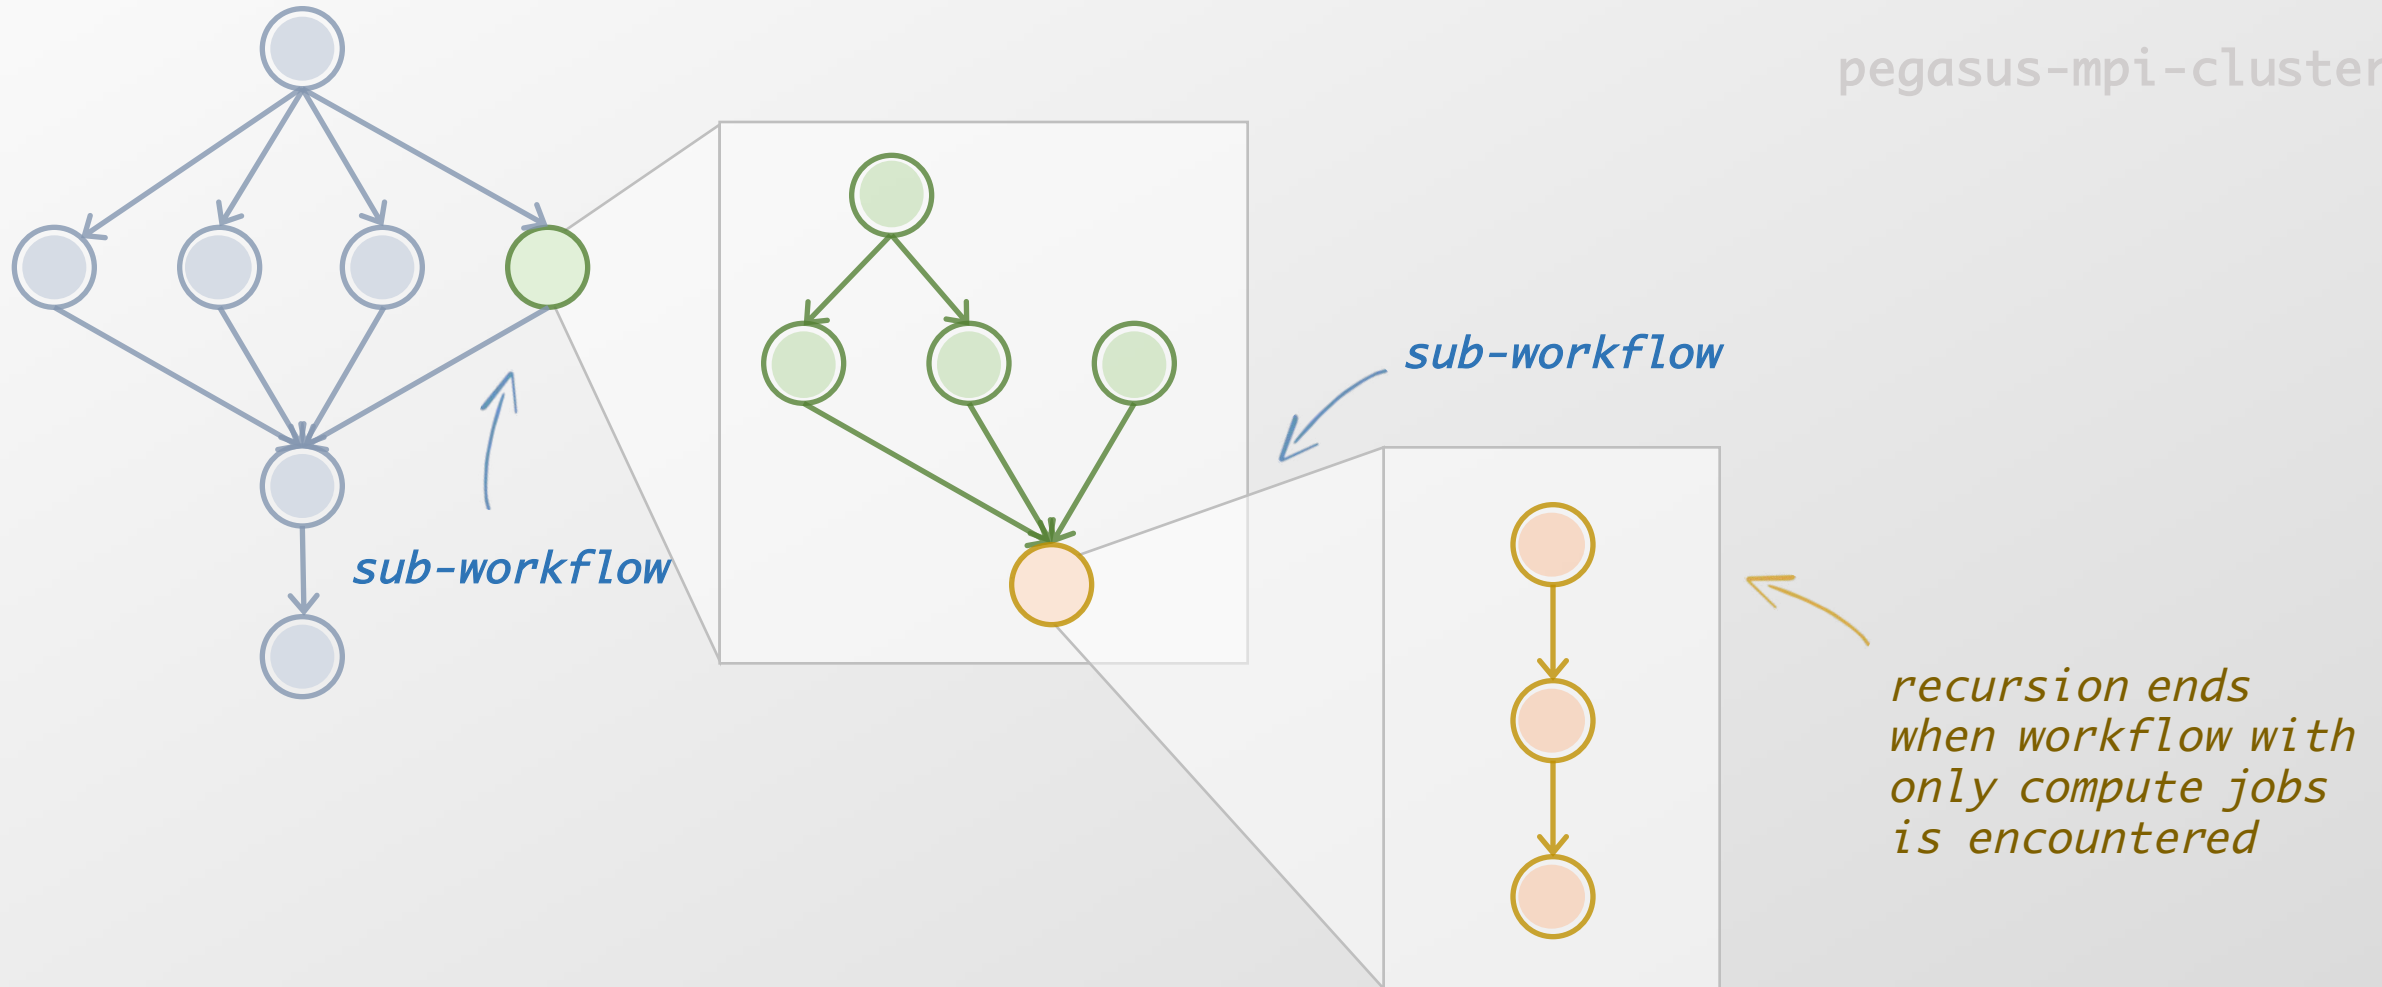 pegasus-mpi-cluster
sub-workflow
sub-workflow
recursion ends
when workflow with
only compute jobs
is encountered